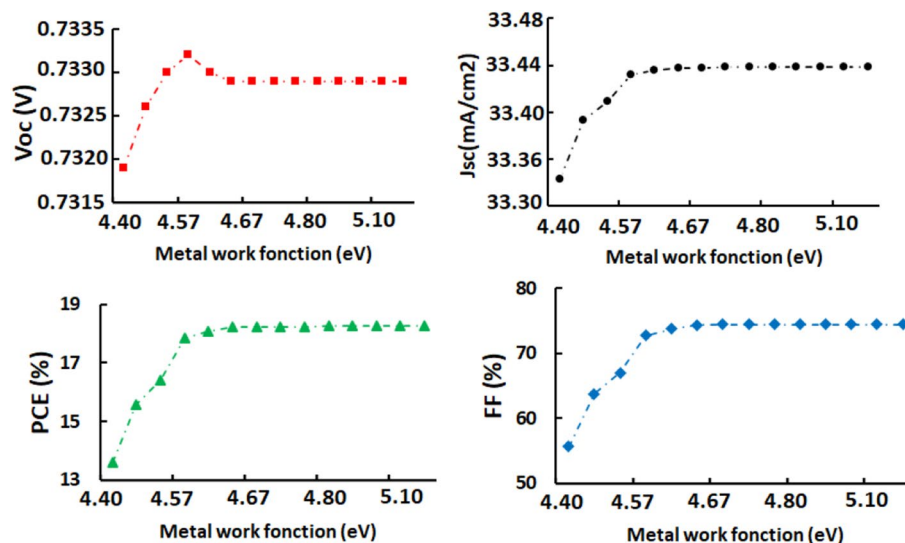 Voc (V)
0.7335
0.7330
0.7325
0.7320
0.7315
4.40 4.57 4.67 4.80 5.10
Metal work fonction (eV)
Jsc(mA/cm2)
33.48
33.44
33.40
33.36
33.30
4.40 4.57 4.67 4.80 5.10
Metal work fonction (eV)
PCE (%)
19
17
15
13
4.40 4.57 4.67 4.80 5.10
Metal work fonction (eV)
FF (%)
80
70
60
50
4.40 4.57 4.67 4.80 5.10
Metal work fonction (eV)